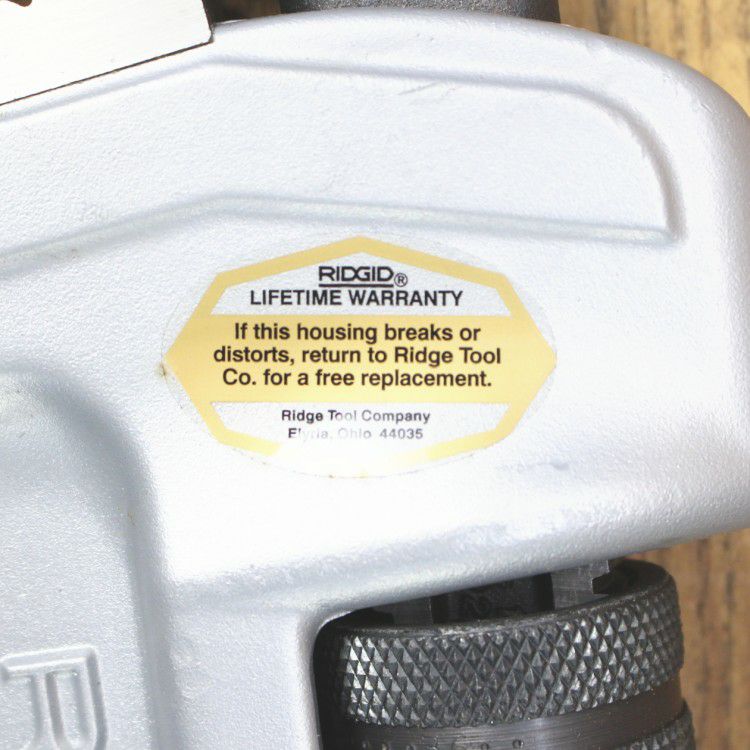 RIDGID®
LIFETIME WARRANTY
If this housing breaks or
distorts, return to Ridge Tool
Co. for a free replacement.
Ridge Tool Company
Elyria, Ohio 44035
R